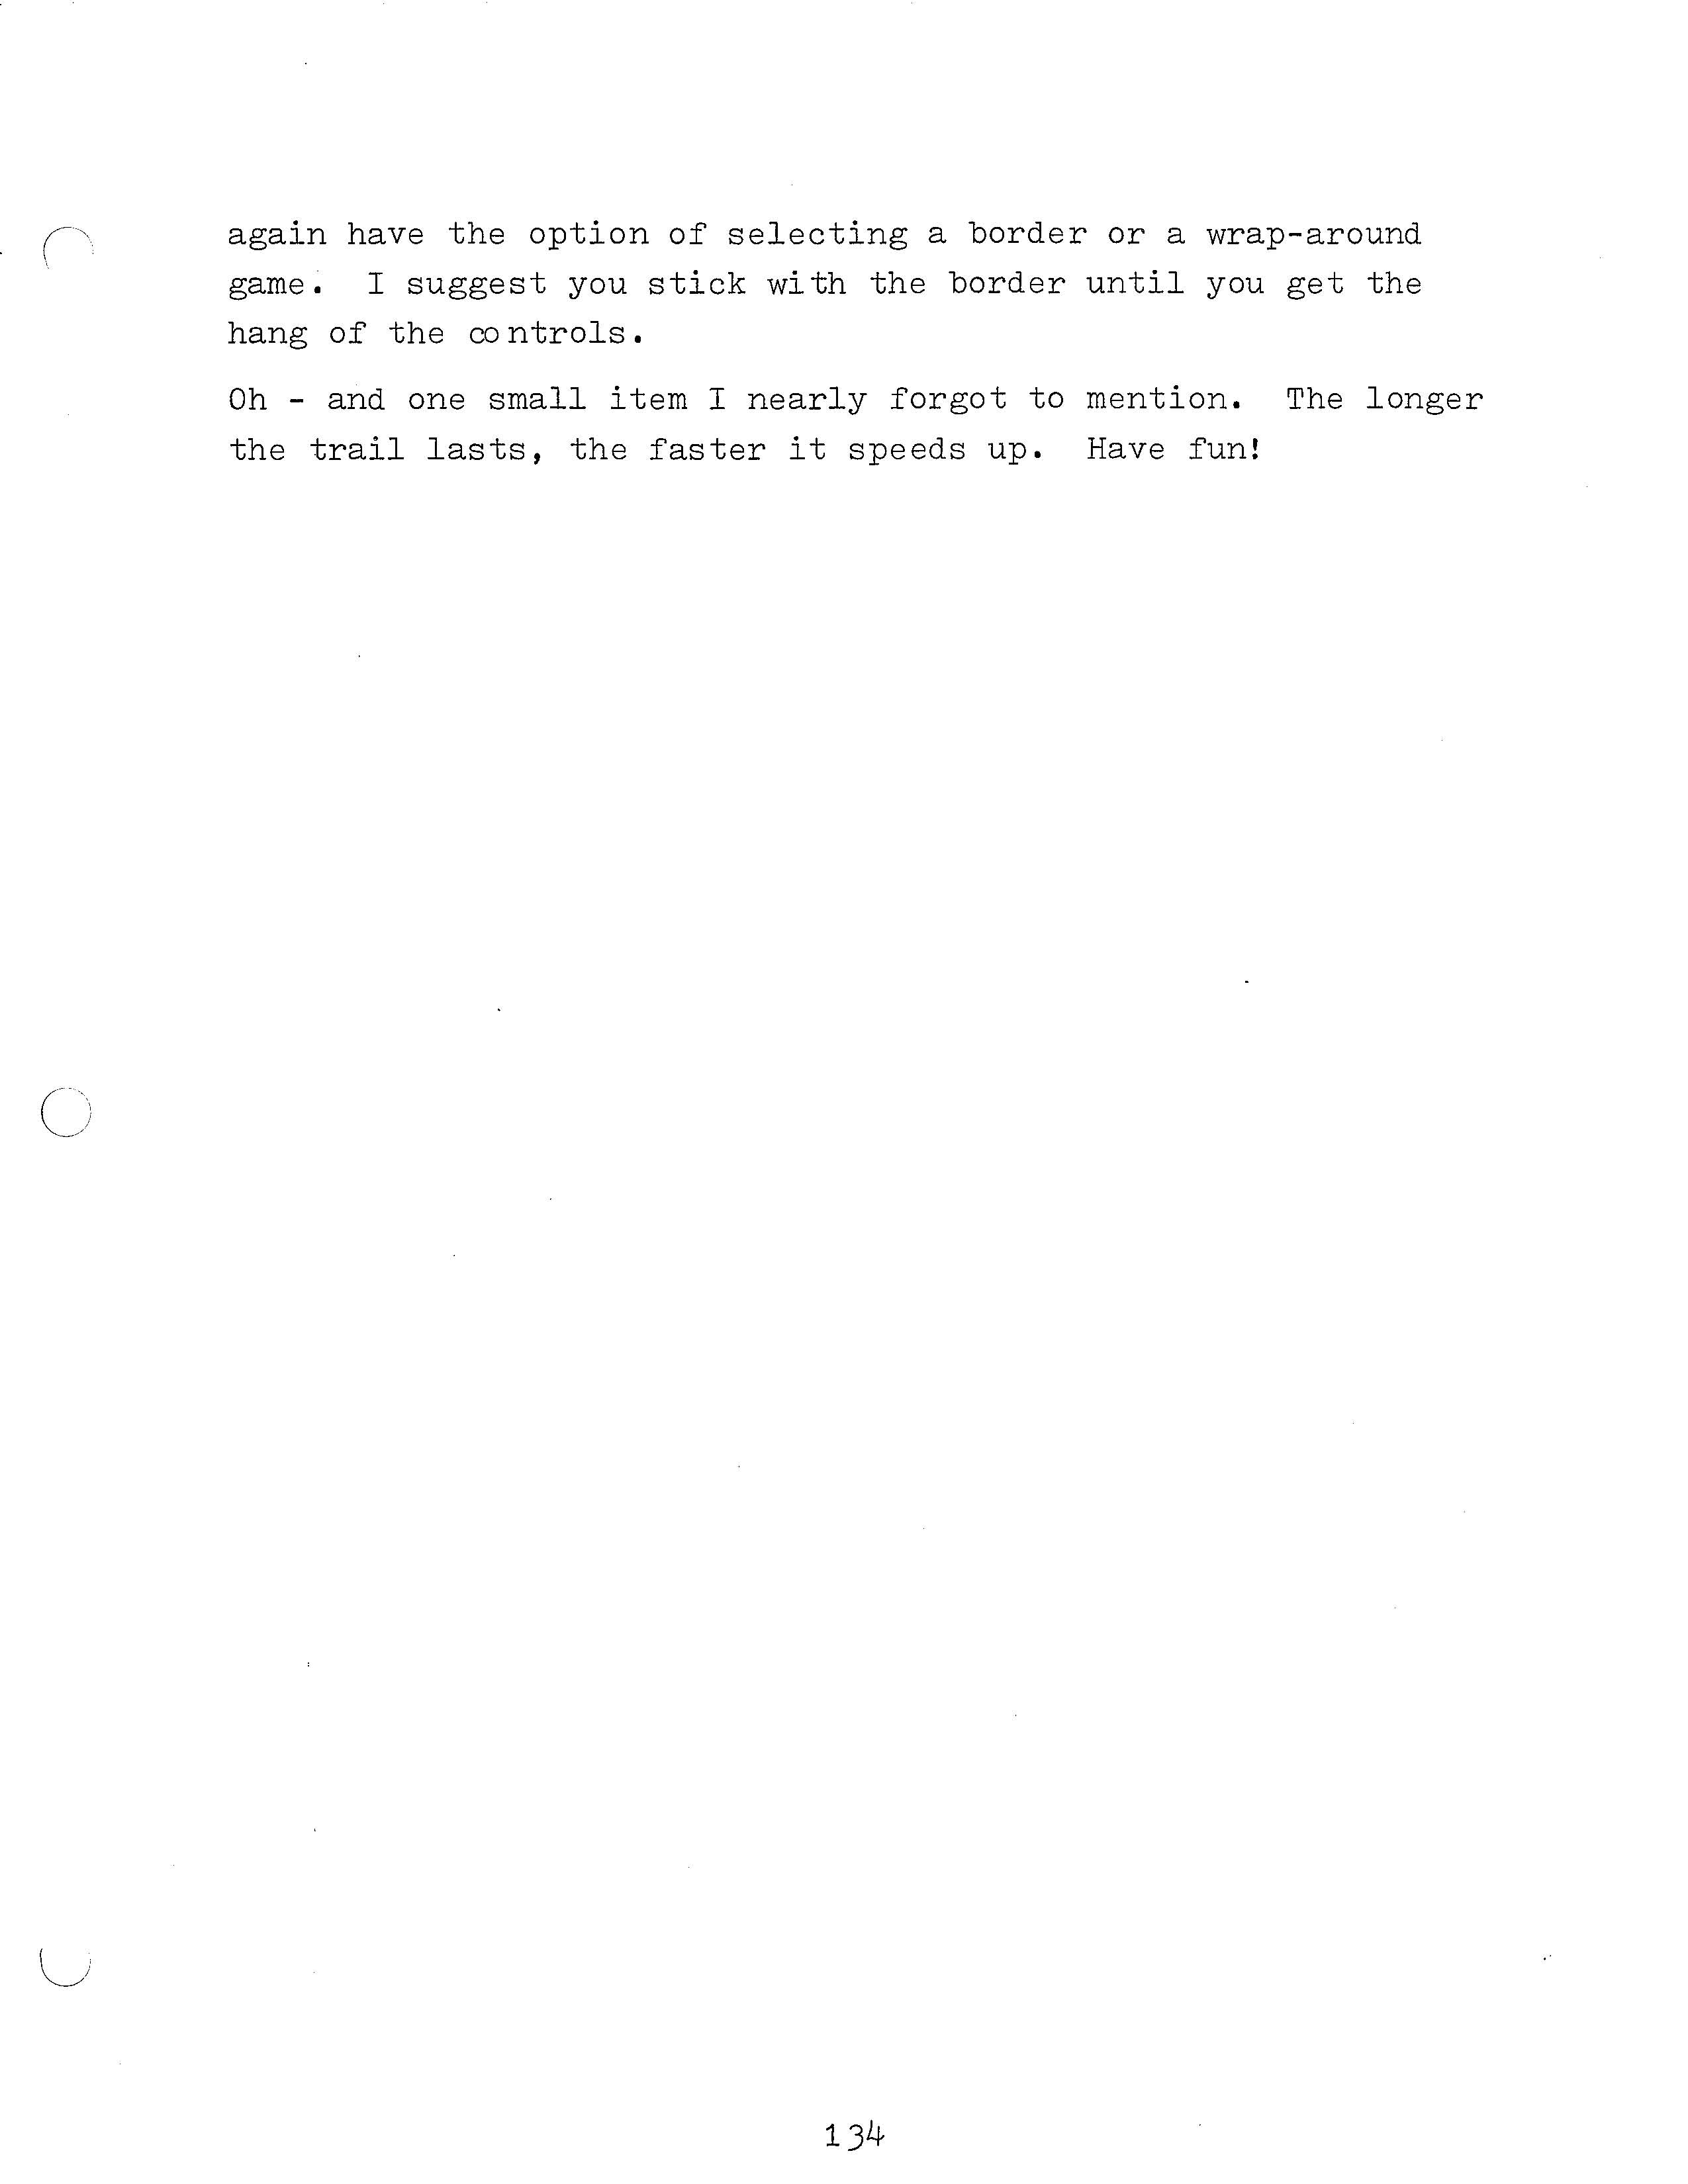 again have the option of selecting a border or a wrap-around
game.  I suggest you stick with the border until you get the
hang of the controls.
Oh - and one small item I nearly forgot to mention.  The longer
the trail lasts, the faster it speeds up.  Have fun!
134